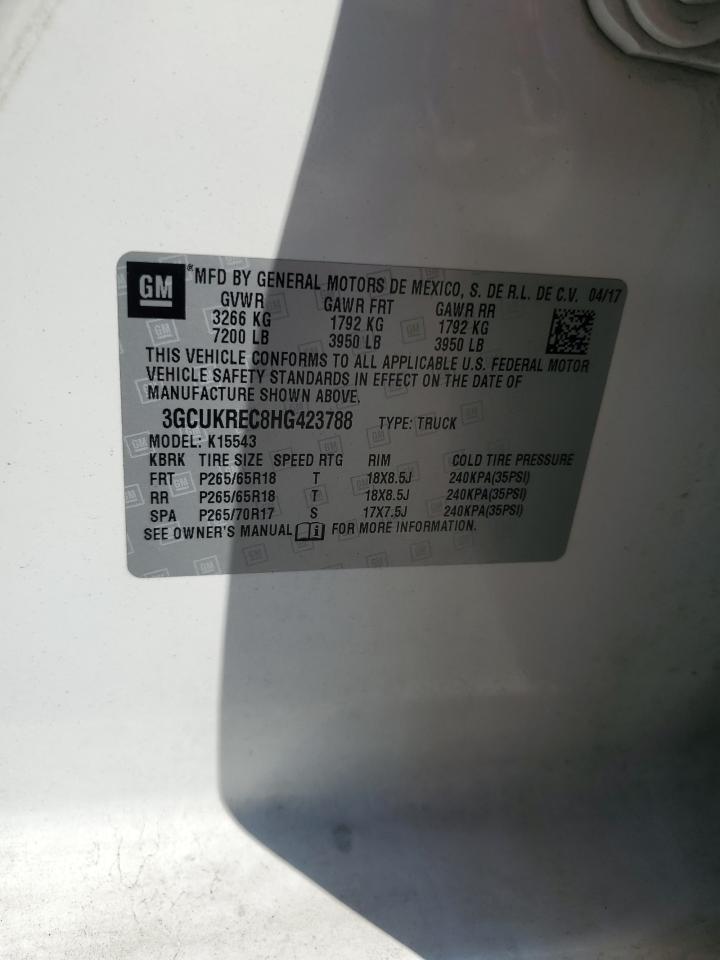 GM ® MFD BY GENERAL MOTORS DE MEXICO, S. DE R.L. DE C.V. 04/17
GVWR GAWR FRT GAWR RR
3266 KG 1792 KG 1792 KG
7200 LB 3950 LB 3950 LB
THIS VEHICLE CONFORMS TO ALL APPLICABLE U.S. FEDERAL MOTOR
VEHICLE SAFETY STANDARDS IN EFFECT ON THE DATE OF
MANUFACTURE SHOWN ABOVE.
3GCUKREC8HG423788 TYPE: TRUCK
MODEL: K15543
KBRK TIRE SIZE SPEED RTG RIM COLD TIRE PRESSURE
FRT P265/65R18 T 18X8.5J 240KPA(35PSI)
RR P265/65R18 T 18X8.5J 240KPA(35PSI)
SPA P265/70R17 S 17X7.5J 240KPA(35PSI)
SEE OWNER'S MANUAL i FOR MORE INFORMATION.